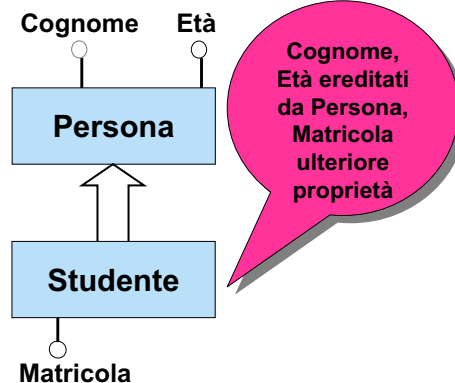 Cognome Età
Persona
Studente
Matricola
Cognome,
Età ereditati
da Persona,
Matricola
ulteriore
proprietà